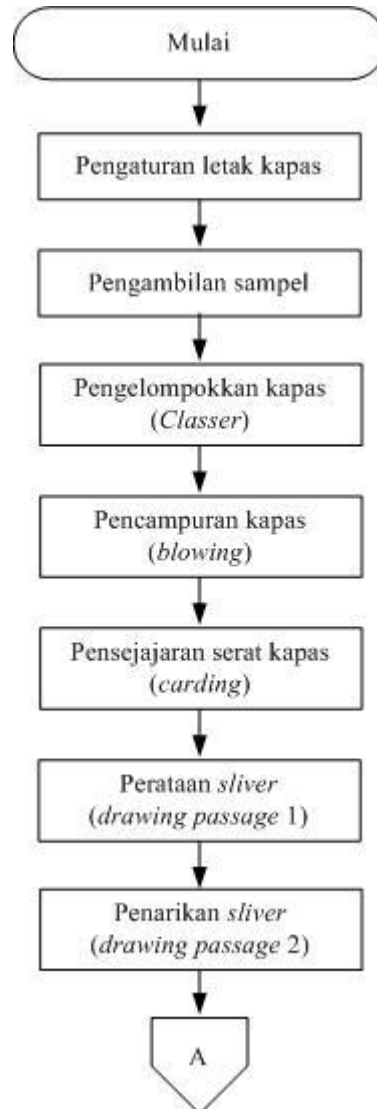 Mulai
Pengaturan letak kapas
Pengambilan sampel
Pengelompokkan kapas
(Classer)
Pencampuran kapas
(blowing)
Pensejajaran serat kapas
(carding)
Perataan sliver
(drawing passage 1)
Penarikan sliver
(drawing passage 2)
A